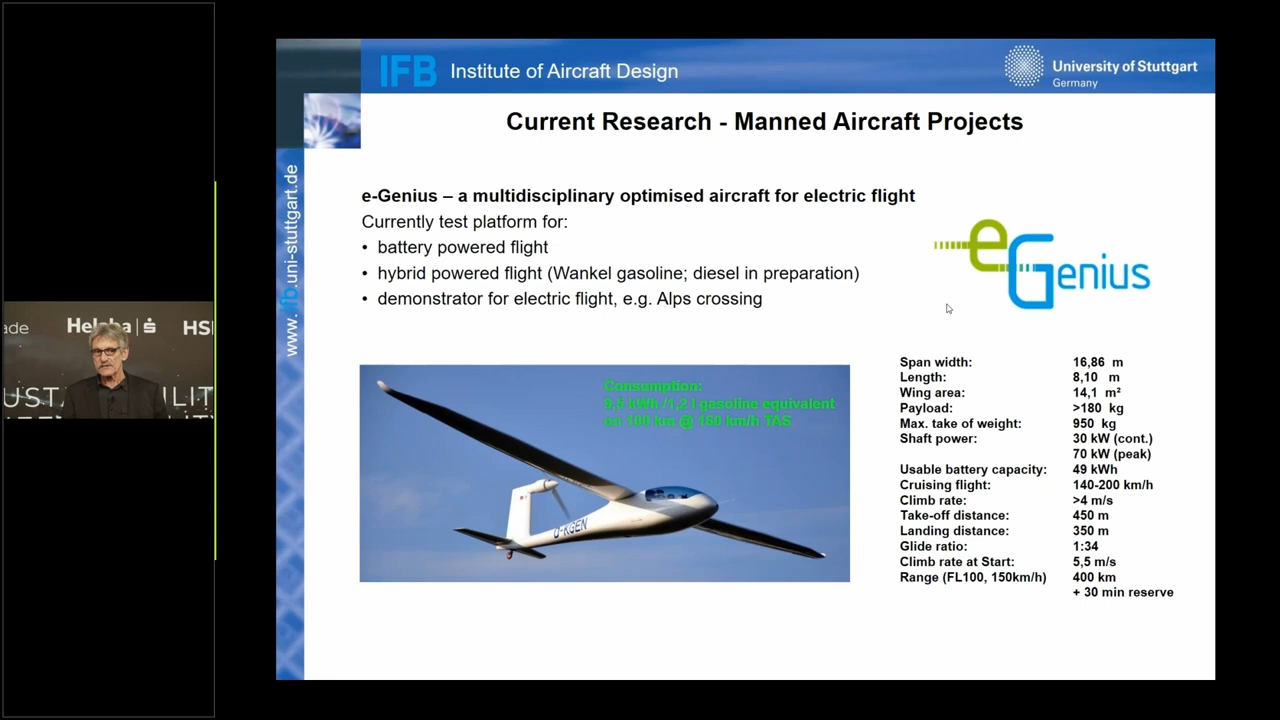 IFB Institute of Aircraft Design
University of Stuttgart
Germany
Current Research - Manned Aircraft Projects
www.ifb.uni-stuttgart.de
e-Genius – a multidisciplinary optimised aircraft for electric flight
Currently test platform for:
• battery powered flight
• hybrid powered flight (Wankel gasoline; diesel in preparation)
• demonstrator for electric flight, e.g. Alps crossing
eGenius
Consumption:
9,5 kWh /1,2 l gasoline equivalent
on 100 km @ 160 km/h TAS
D-KGEN
Span width: 16,86 m
Length: 8,10 m
Wing area: 14,1 m²
Payload: >180 kg
Max. take of weight: 950 kg
Shaft power: 30 kW (cont.)
70 kW (peak)
Usable battery capacity: 49 kWh
Cruising flight: 140-200 km/h
Climb rate: >4 m/s
Take-off distance: 450 m
Landing distance: 350 m
Glide ratio: 1:34
Climb rate at Start: 5,5 m/s
Range (FL100, 150km/h) 400 km
+ 30 min reserve
ade
HS